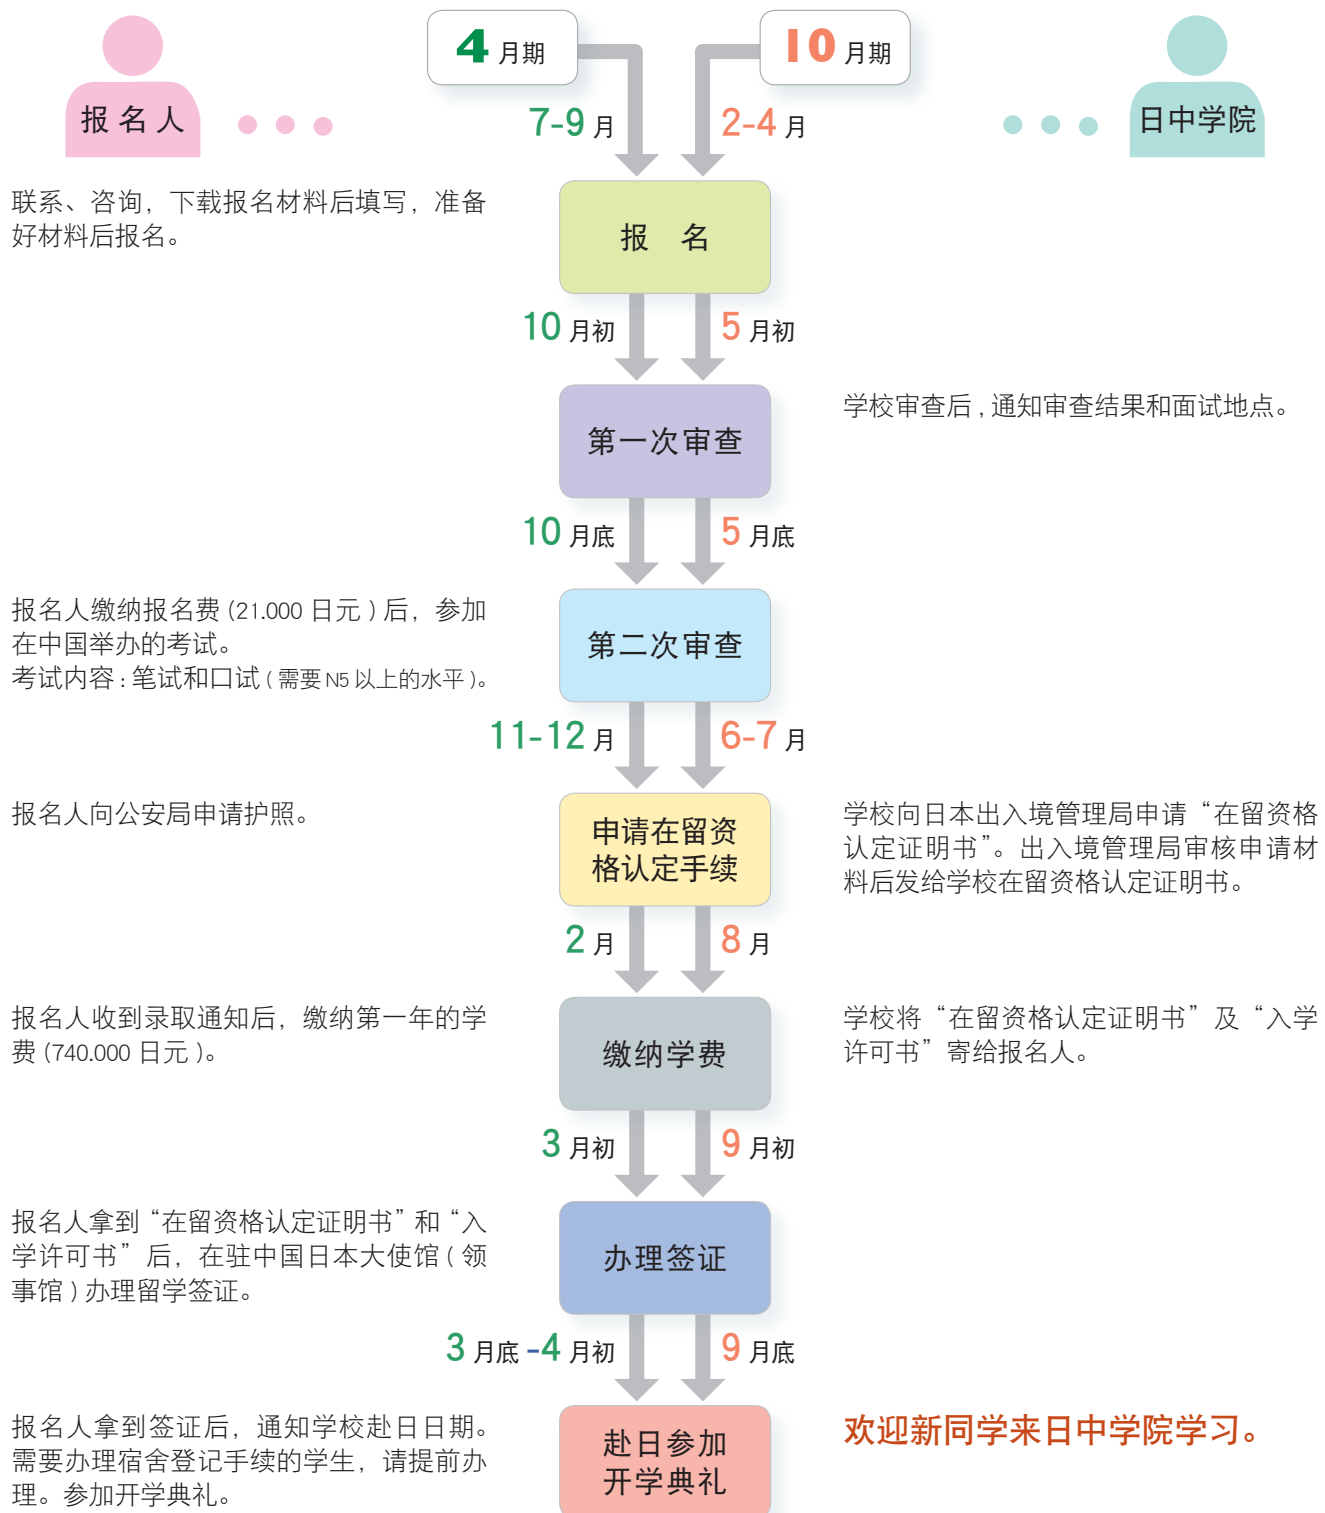 报名人
4 月期
10 月期
日中学院
7-9 月
2-4 月
联系、咨询，下载报名材料后填写，准备
好材料后报名。
报 名
10 月初
5 月初
第一次审查
学校审查后,通知审查结果和面试地点。
10 月底
5 月底
报名人缴纳报名费(21.000 日元)后，参加
在中国举办的考试。
考试内容:笔试和口试(需要N5以上的水平)。
第二次审查
11-12 月
6-7 月
报名人向公安局申请护照。
申请在留资
格认定手续
学校向日本出入境管理局申请“在留资格
认定证明书”。出入境管理局审核申请材
料后发给学校在留资格认定证明书。
2 月
8 月
报名人收到录取通知后，缴纳第一年的学
费(740.000 日元)。
缴纳学费
学校将“在留资格认定证明书”及“入学
许可书”寄给报名人。
3 月初
9 月初
报名人拿到“在留资格认定证明书”和“入
学许可书”后，在驻中国日本大使馆(领
事馆)办理留学签证。
办理签证
3 月底 -4 月初
9 月底
报名人拿到签证后，通知学校赴日日期。
需要办理宿舍登记手续的学生，请提前办
理。参加开学典礼。
赴日参加
开学典礼
欢迎新同学来日中学院学习。